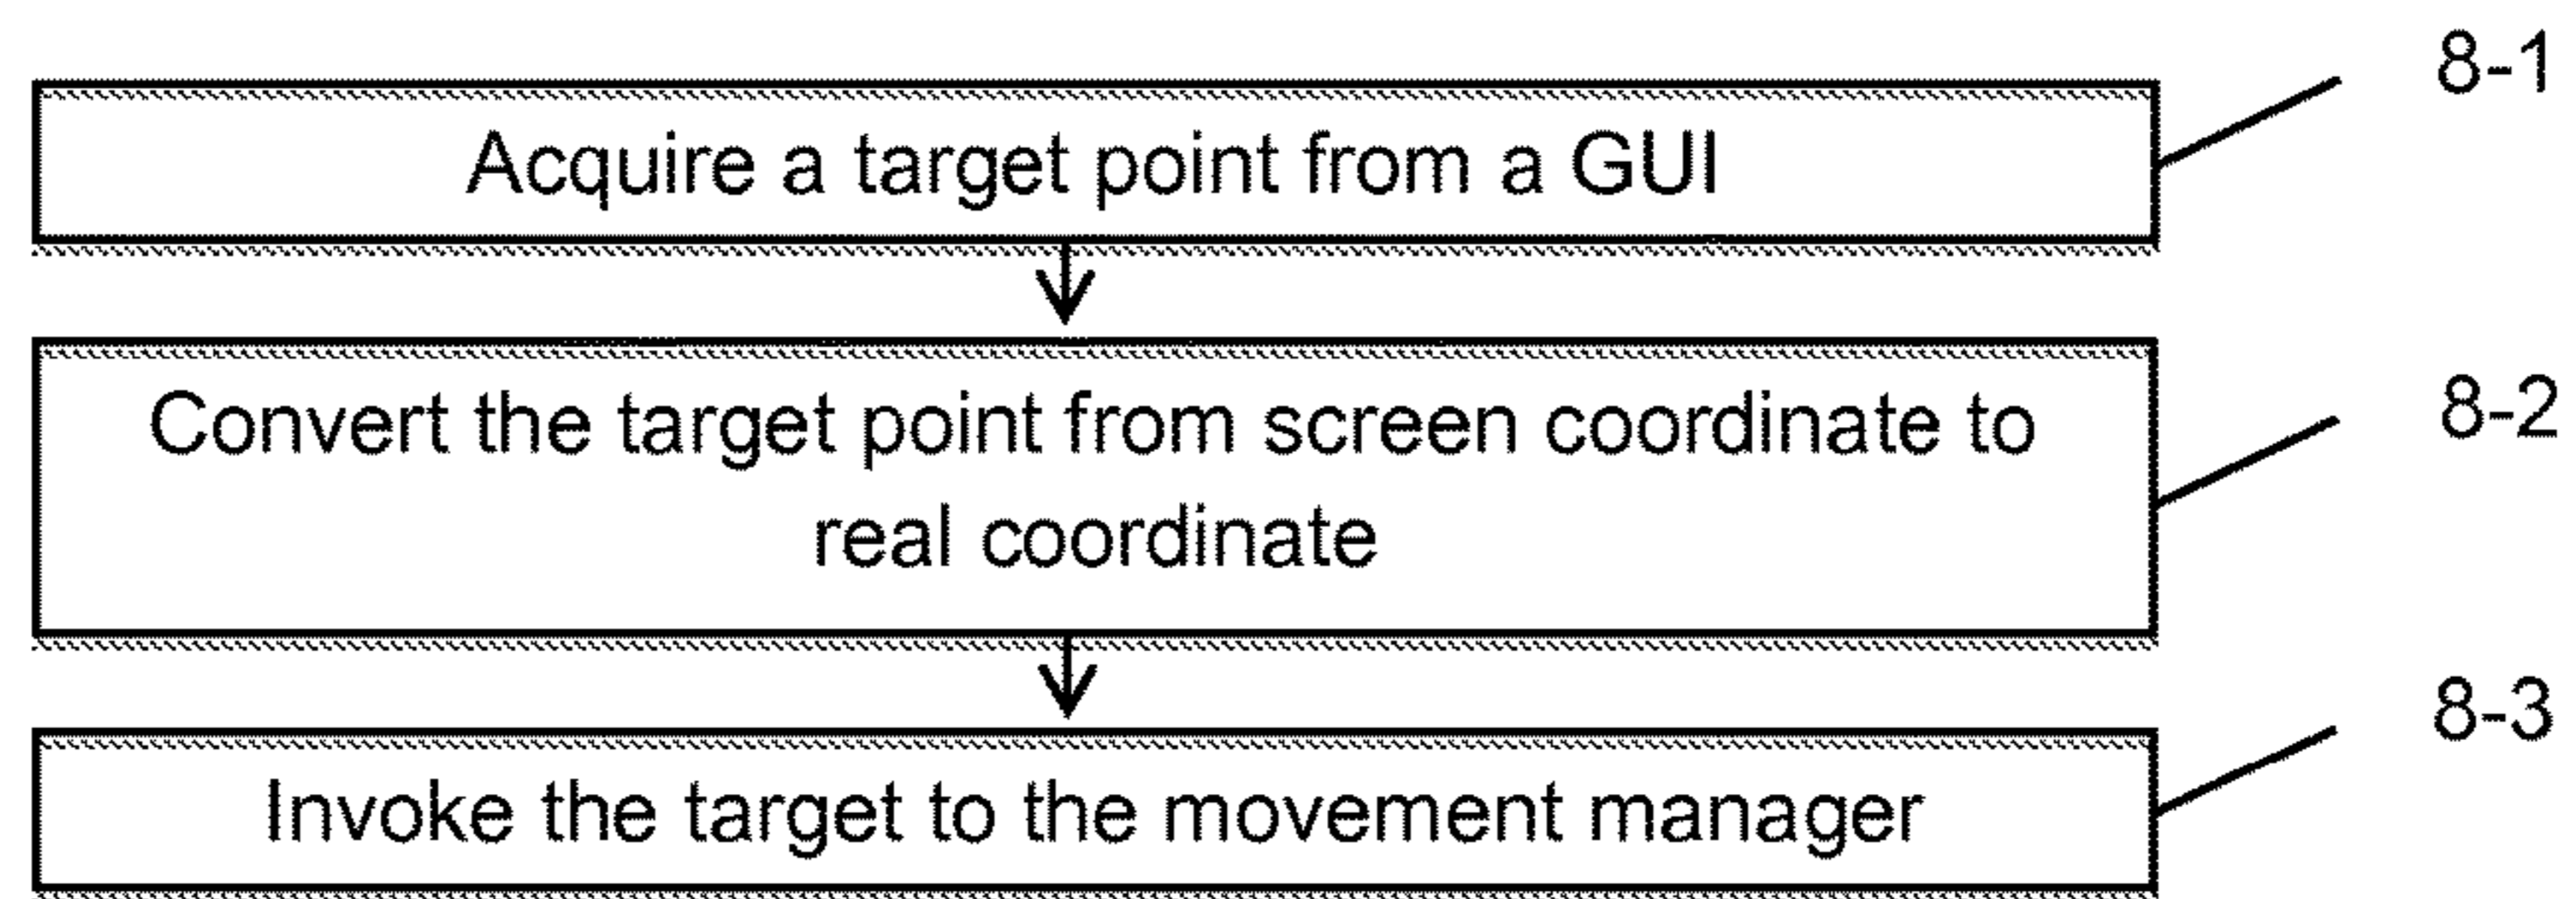 8-1
Acquire a target point from a GUI
Convert the target point from screen coordinate to
8-2
real coordinate
8-3
Invoke the target to the movement manager